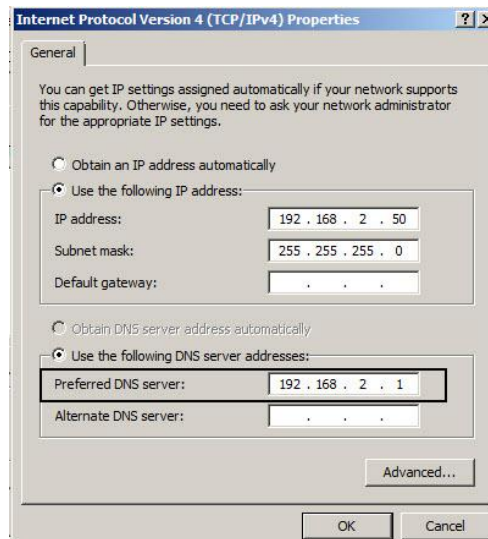 Internet Protocol Version 4 (TCP/IPv4) Properties
General
You can get IP settings assigned automatically if your network supports
this capability. Otherwise, you need to ask your network administrator
for the appropriate IP settings.
Obtain an IP address automatically
Use the following IP address:
IP address: 192 . 168 . 2 . 50
Subnet mask: 255 . 255 . 255 . 0
Default gateway: . . .
Obtain DNS server address automatically
Use the following DNS server addresses:
Preferred DNS server: 192 . 168 . 2 . 1
Alternate DNS server: . . .
Advanced...
OK Cancel